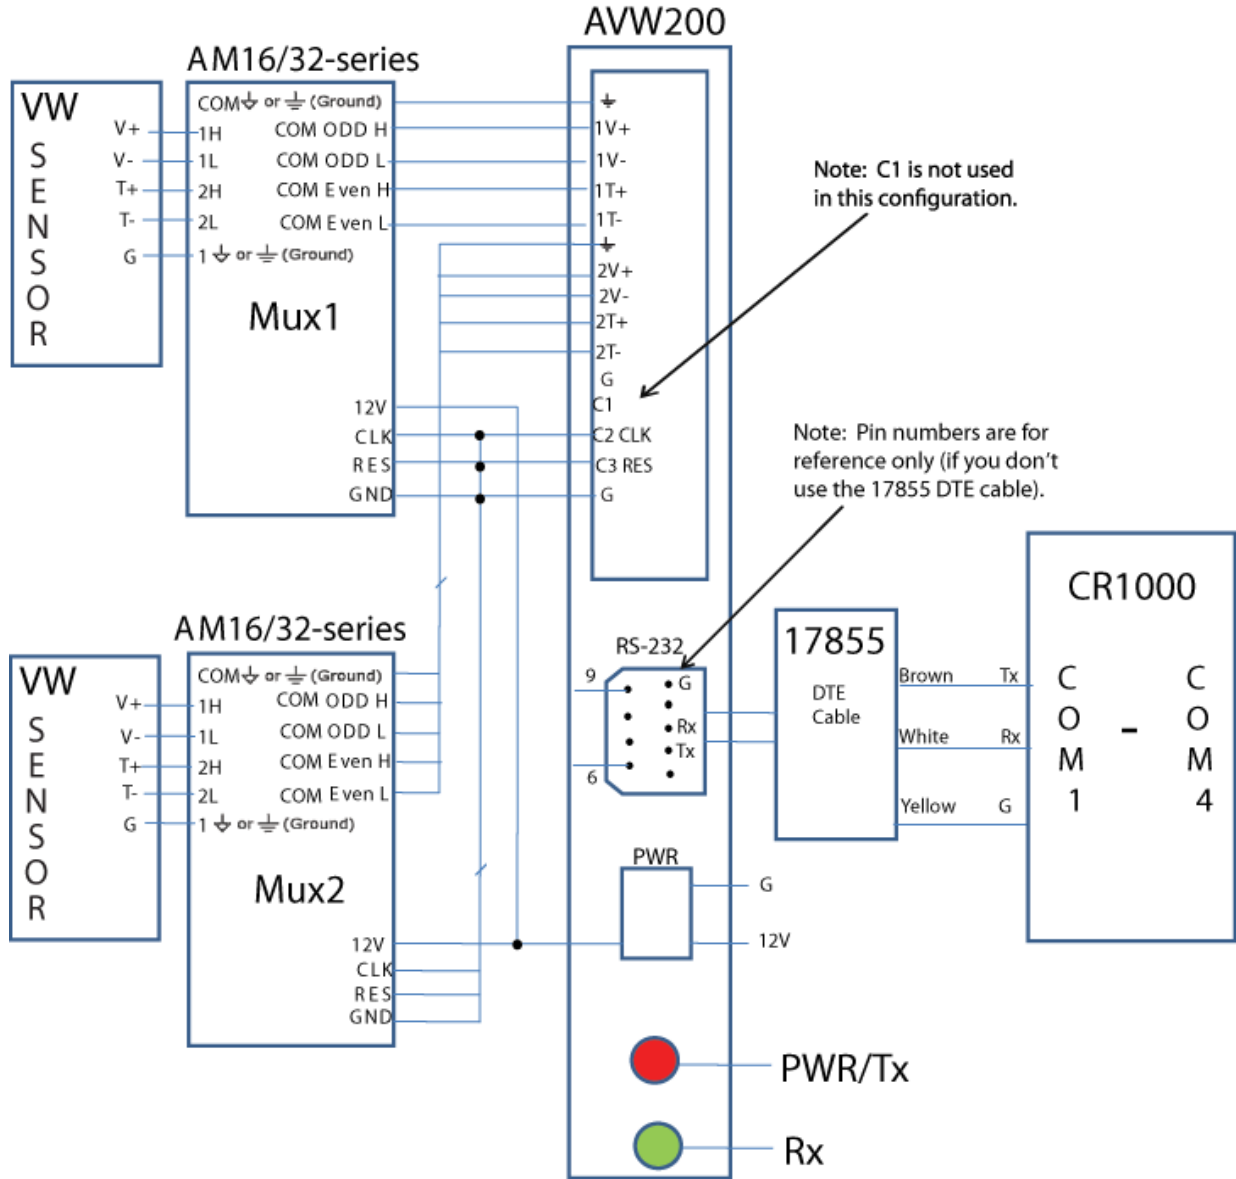 AVW200
AM16/32-series
VW
SENSOR
V+
V-
T+
T-
G
COM ⏚ or ⏚ (Ground)
1H
COM ODD H
1L
COM ODD L
2H
COM Even H
2L
COM Even L
1 ⏚ or ⏚ (Ground)
Mux1
12V
CLK
RES
GND
⏚
1V+
1V-
1T+
1T-
⏚
2V+
2V-
2T+
2T-
G
C1
C2 CLK
C3 RES
G
Note: C1 is not used
in this configuration.
Note: Pin numbers are for
reference only (if you don't
use the 17855 DTE cable).
AM16/32-series
VW
SENSOR
V+
V-
T+
T-
G
COM ⏚ or ⏚ (Ground)
1H
COM ODD H
1L
COM ODD L
2H
COM Even H
2L
COM Even L
1 ⏚ or ⏚ (Ground)
Mux2
12V
CLK
RES
GND
RS-232
9
G
Rx
Tx
6
17855
DTE
Cable
Brown Tx
White Rx
Yellow G
CR1000
COM1 - COM4
PWR
G
12V
PWR/Tx
Rx